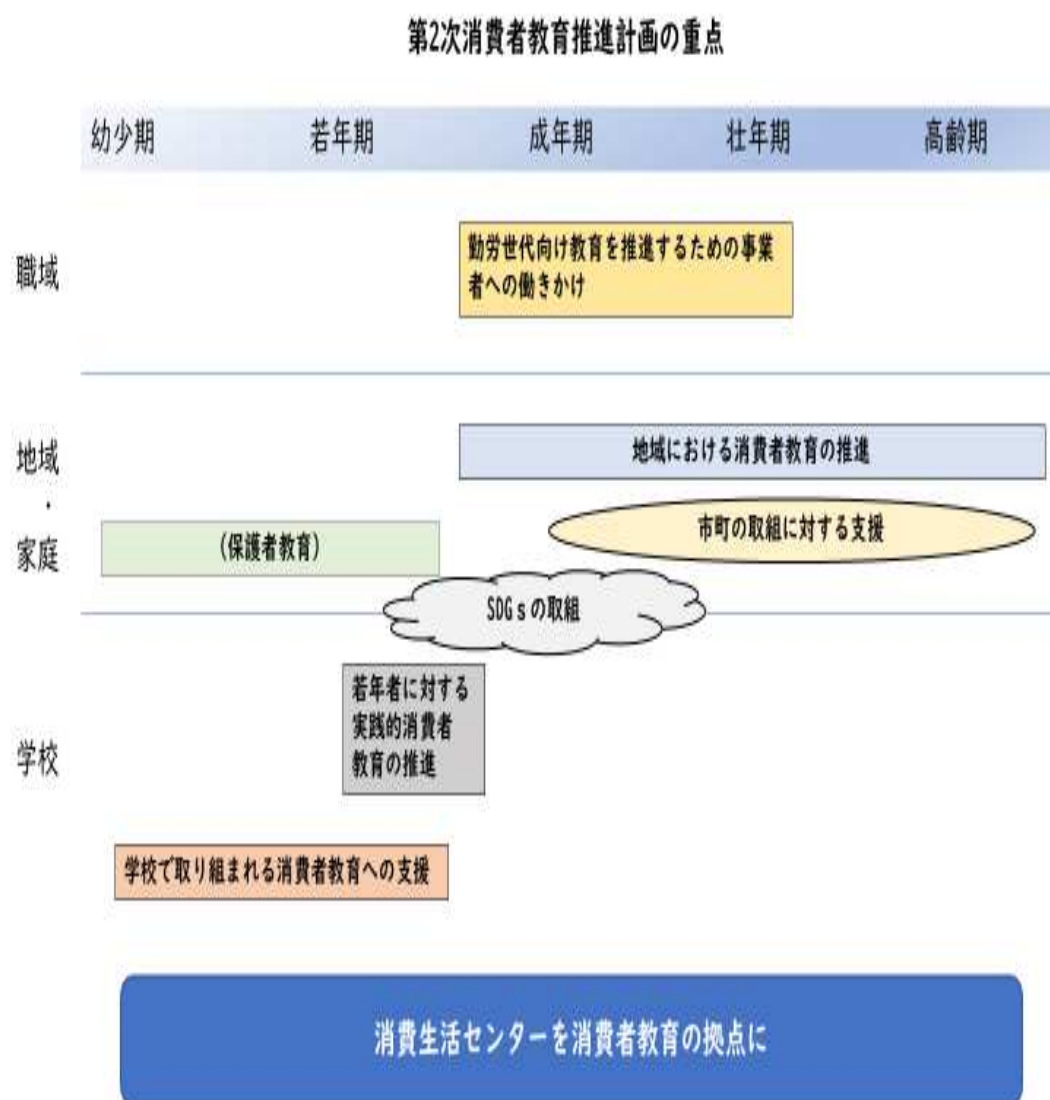 第2次消費者教育推進計画の重点
幼少期 若年期 成年期 壮年期 高齢期
職域
勤労世代向け教育を推進するための事業
者への働きかけ
地域
・
家庭
地域における消費者教育の推進
市町の取組に対する支援
(保護者教育)
SDGsの取組
学校
若年者に対する
実践的消費者
教育の推進
学校で取り組まれる消費者教育への支援
消費生活センターを消費者教育の拠点に